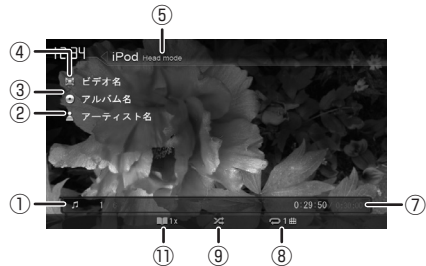 ⑤
④
12:34 iPod Head mode
ビデオ名
③
アルバム名
②
アーティスト名
① 1 0:29:50 ⑦
1x 1曲
⑪ ⑨ ⑧